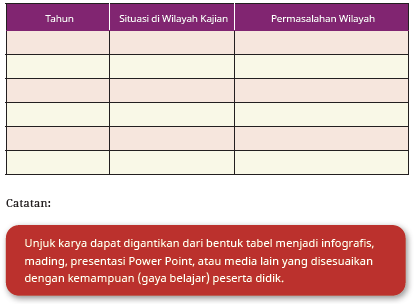 Tahun Situasi di Wilayah Kajian Permasalahan Wilayah
Catatan:
Unjuk karya dapat digantikan dari bentuk tabel menjadi infografis,
mading, presentasi Power Point, atau media lain yang disesuaikan
dengan kemampuan (gaya belajar) peserta didik.